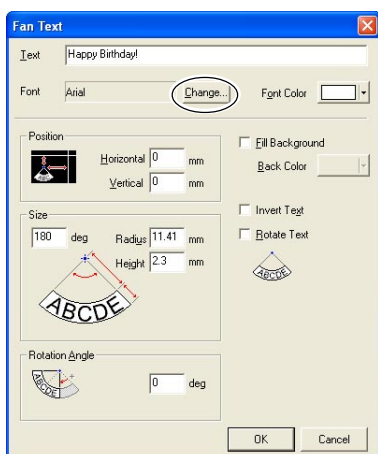 Fan Text
Text Happy Birthday!
Font Arial Change... Font Color
Position
Horizontal 0 mm
Vertical 0 mm
Fill Background
Back Color
Size
180 deg Radius 11.41 mm
Height 2.3 mm
ABCDE
Invert Text
Rotate Text
ABCDE
Rotation Angle
ABCDE
0 deg
OK Cancel